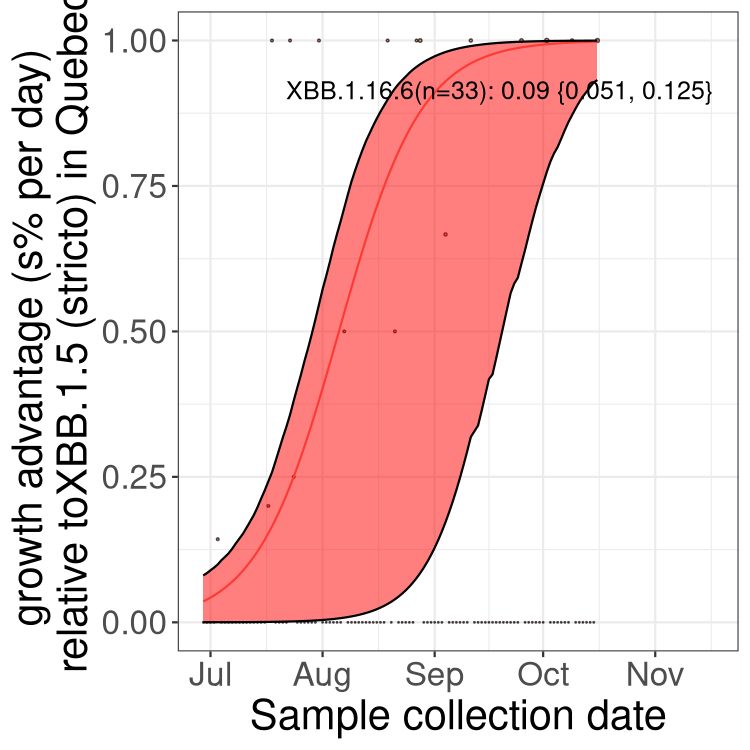 growth advantage (s% per day)
relative toXBB.1.5 (stricto) in Quebec
1.00
0.75
0.50
0.25
0.00
XBB.1.16.6(n=33): 0.09 {0.051, 0.125}
Jul Aug Sep Oct Nov
Sample collection date